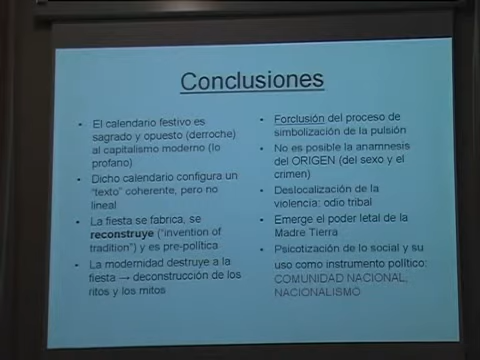 Conclusiones
• El calendario festivo es
sagrado y opuesto (derroche)
al capitalismo moderno (lo
profano)
• Dicho calendario configura un
"texto" coherente, pero no
lineal
• La fiesta se fabrica, se
reconstruye ("invention of
tradition") y es pre-política
• La modernidad destruye a la
fiesta → deconstrucción de los
ritos y los mitos
• Forclusión del proceso de
simbolización de la pulsión
• No es posible la anamnesis
del ORIGEN (del sexo y el
crimen)
• Deslocalización de la
violencia: odio tribal
• Emerge el poder letal de la
Madre Tierra
• Psicotización de lo social y su
uso como instrumento político:
COMUNIDAD NACIONAL,
NACIONALISMO